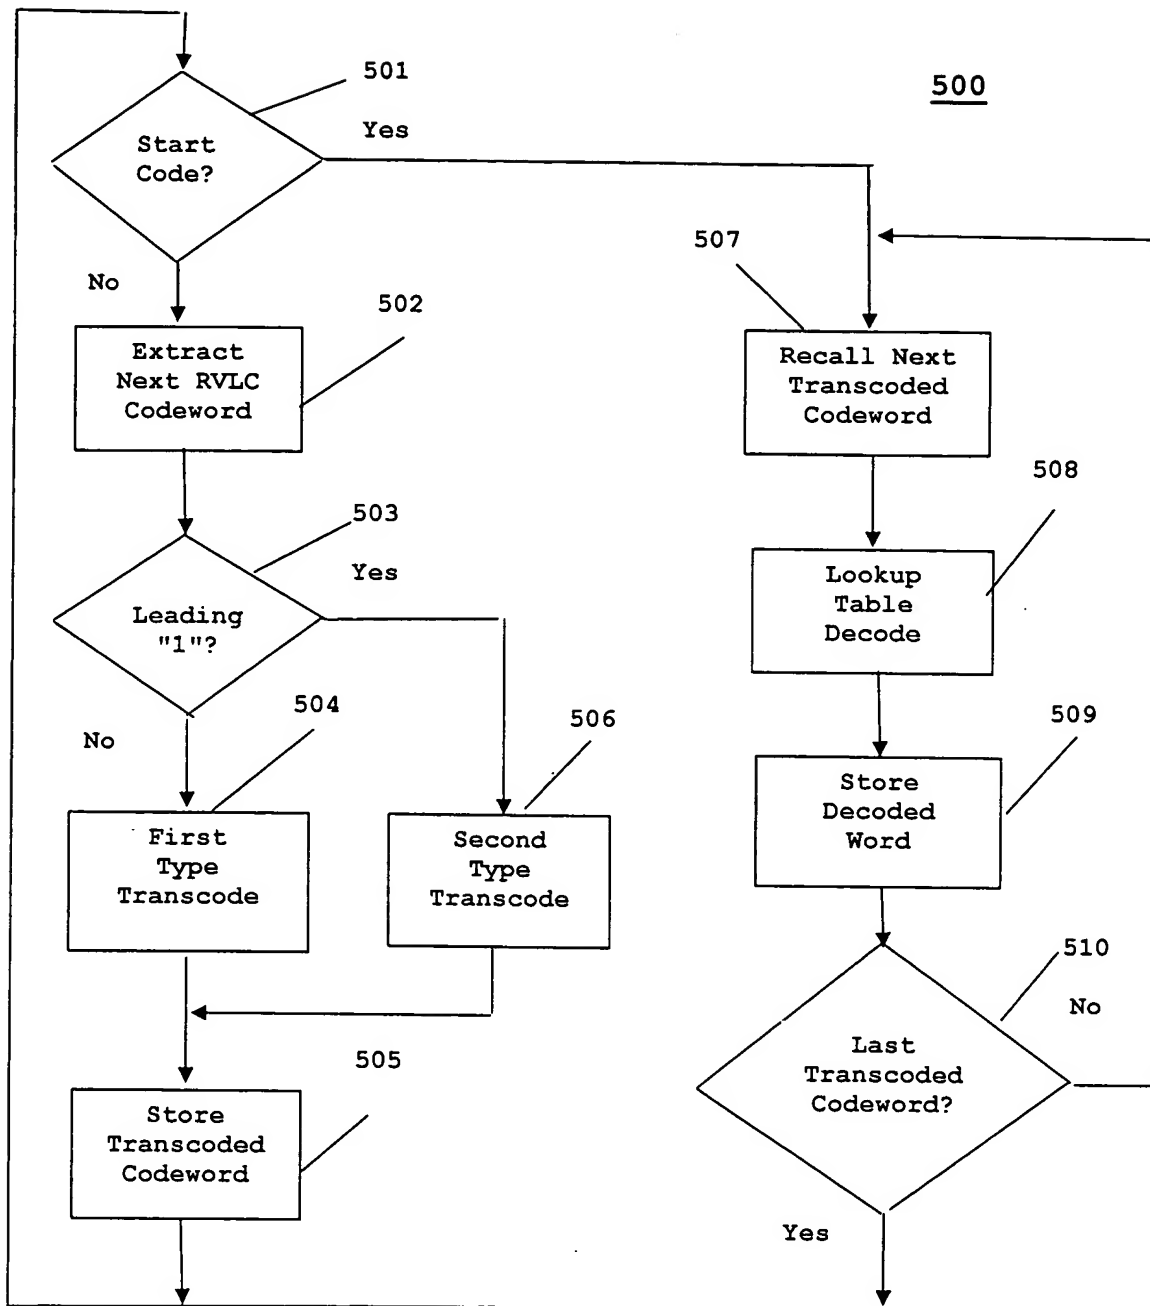 501
500
Yes
Start
Code?
507
No
502
Extract
Next RVLC
Codeword
Recall Next
Transcoded
Codeword
508
503
Yes
Leading
"1"?
Lookup
Table
Decode
504
506
509
No
First
Type
Transcode
Second
Type
Transcode
Store
Decoded
Word
510
No
505
Last
Transcoded
Codeword?
Store
Transcoded
Codeword
Yes